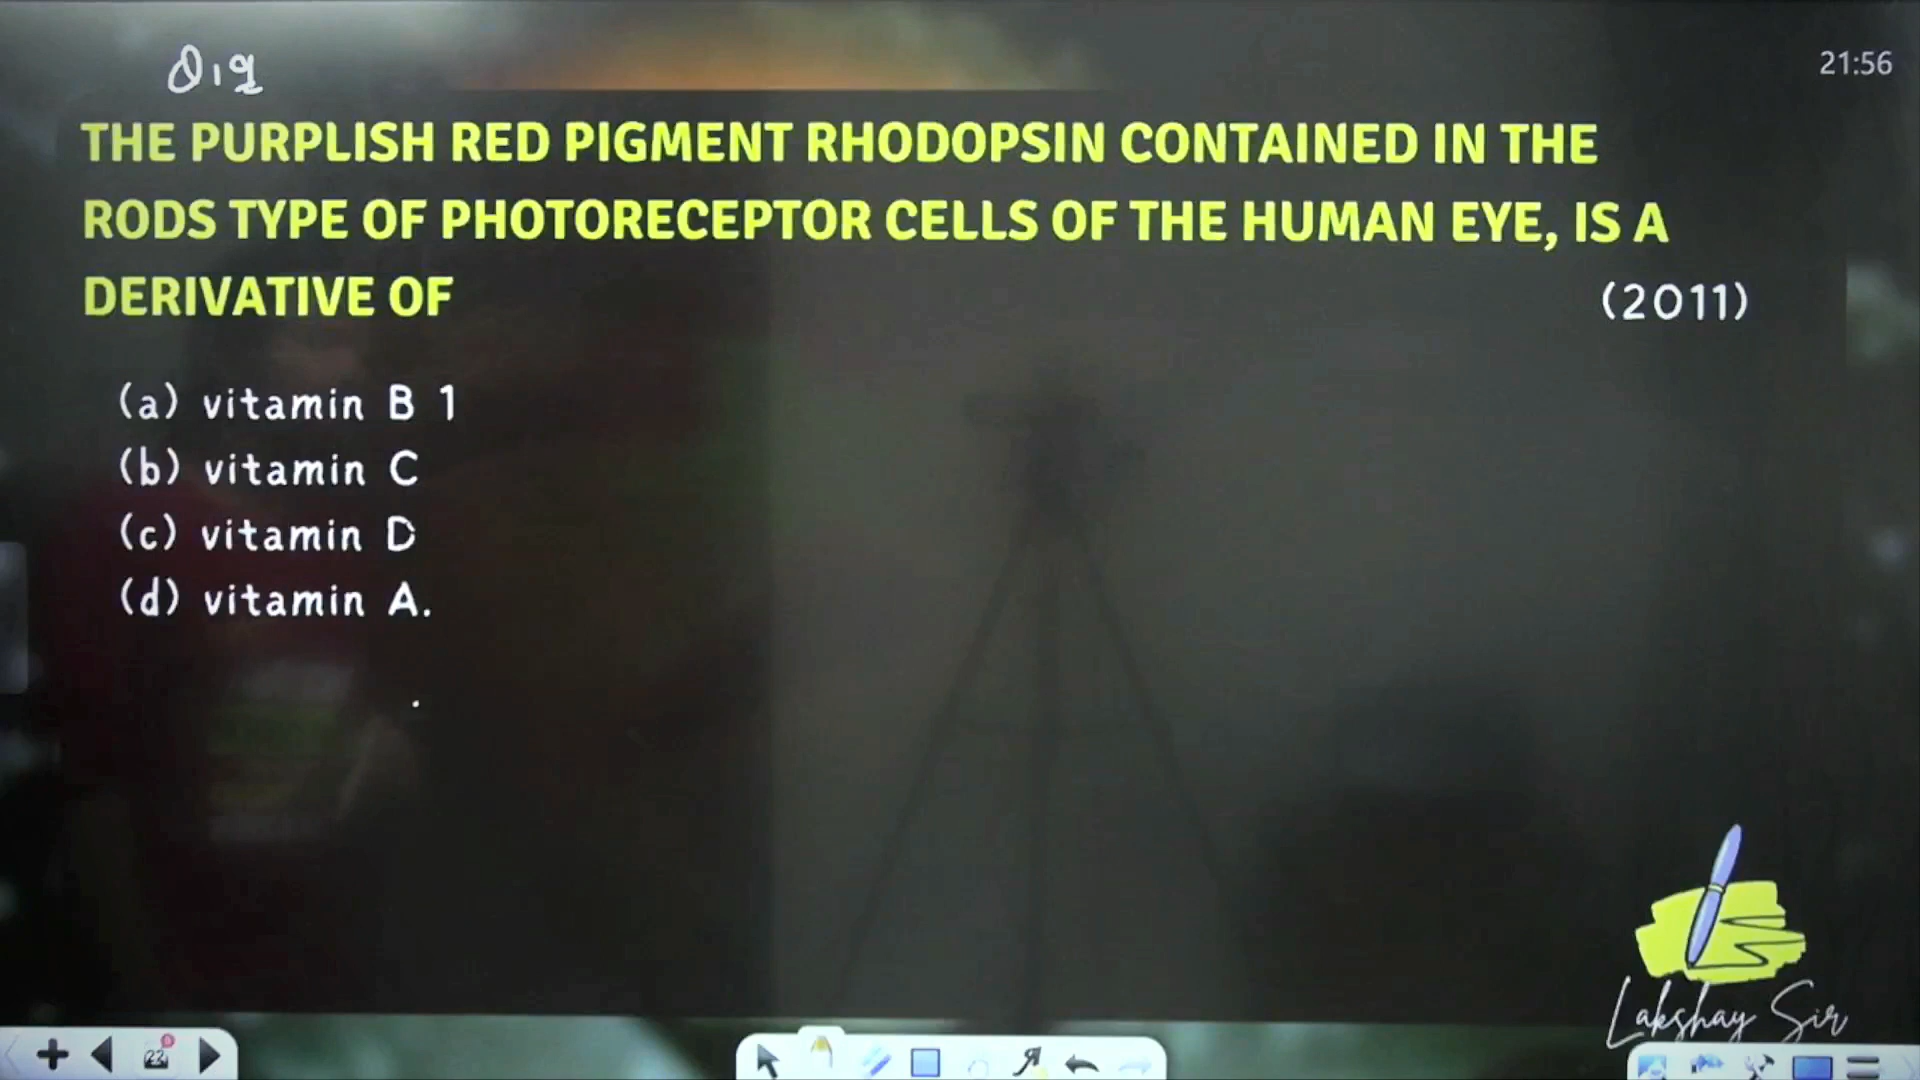 Q.9
21:56
THE PURPLISH RED PIGMENT RHODOPSIN CONTAINED IN THE
RODS TYPE OF PHOTORECEPTOR CELLS OF THE HUMAN EYE, IS A
DERIVATIVE OF
(2011)
(a) vitamin B 1
(b) vitamin C
(c) vitamin D
(d) vitamin A.
Lakshay Sir
22